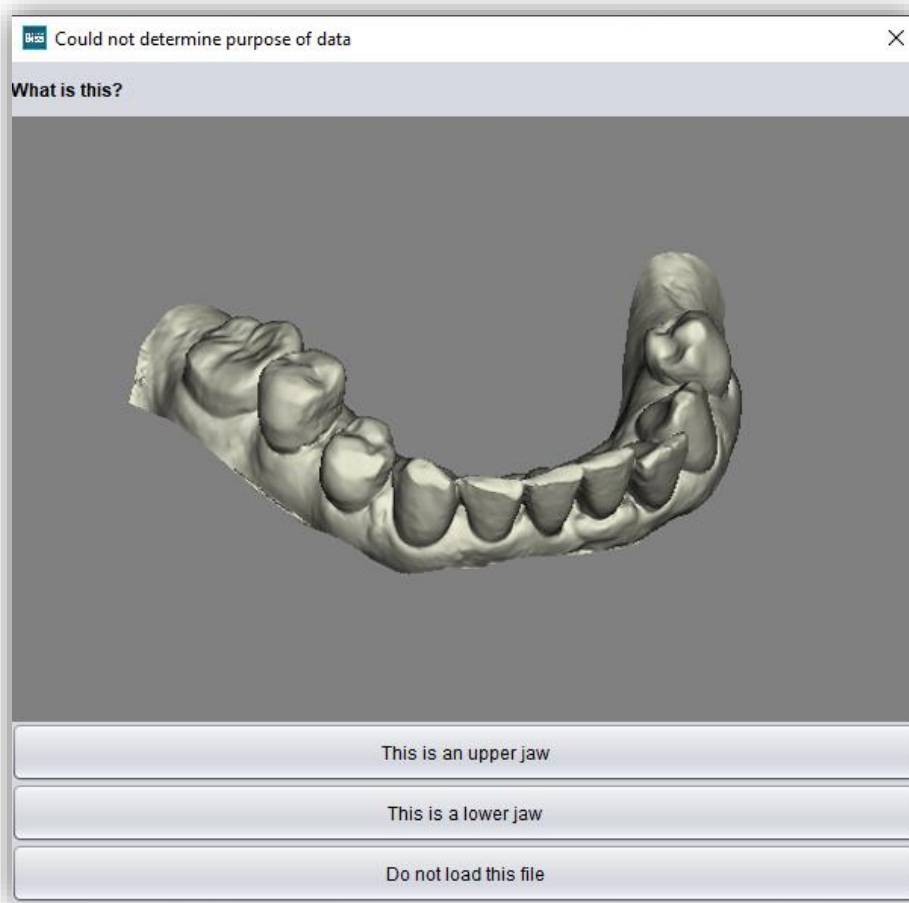 Could not determine purpose of data
What is this?
This is an upper jaw
This is a lower jaw
Do not load this file